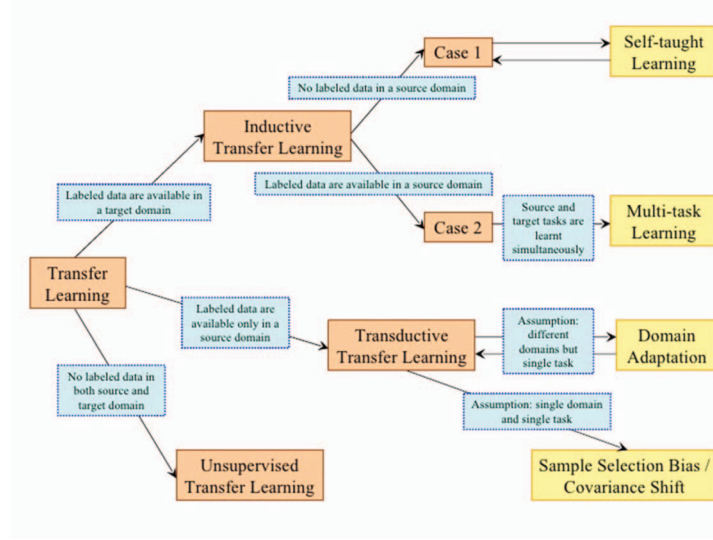 Case 1
Self-taught
Learning
No labeled data in a source domain
Inductive
Transfer Learning
Labeled data are available in
a target domain
Labeled data are available in a source domain
Case 2
Source and
target tasks are
learnt
simultaneously
Multi-task
Learning
Transfer
Learning
Labeled data are
available only in a
source domain
Transductive
Transfer Learning
Assumption:
different
domains but
single task
Domain
Adaptation
No labeled data in
both source and
target domain
Assumption: single domain
and single task
Unsupervised
Transfer Learning
Sample Selection Bias /
Covariance Shift